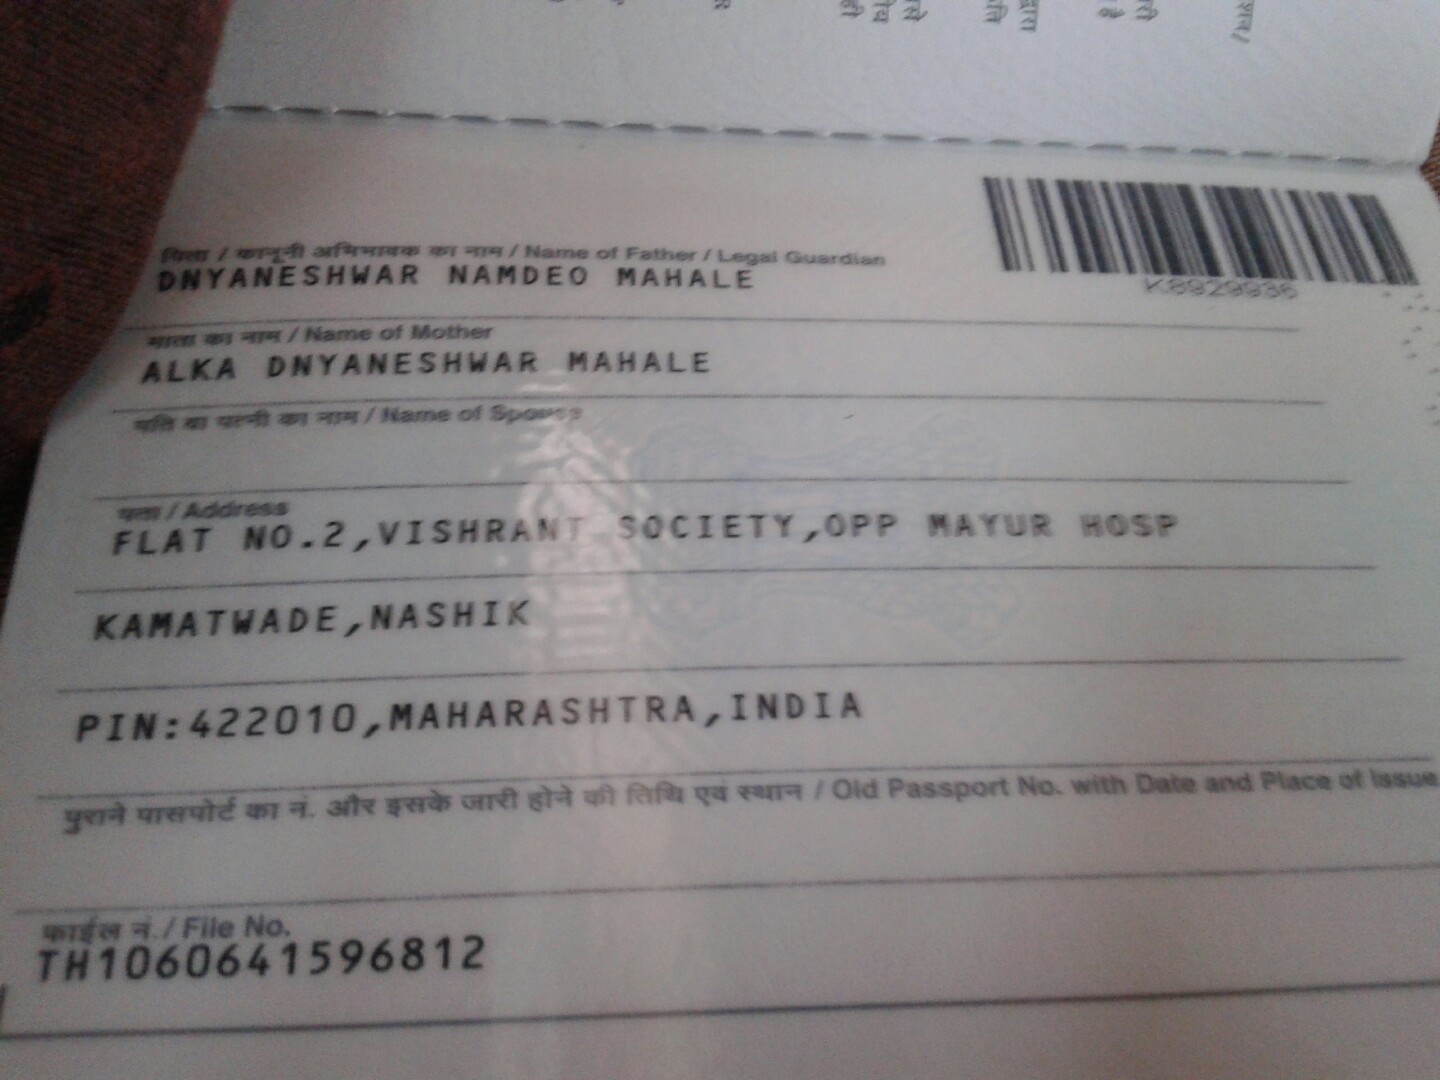 पिता / कानूनी अभिभावक का नाम / Name of Father / Legal Guardian
DNYANESHWAR NAMDEO MAHALE
माता का नाम / Name of Mother
ALKA DNYANESHWAR MAHALE
पति या पत्नी का नाम / Name of Spouse
पता / Address
FLAT NO.2,VISHRANT SOCIETY,OPP MAYUR HOSP
KAMATWADE,NASHIK
PIN:422010,MAHARASHTRA,INDIA
पुराने पासपोर्ट का नं. और इसके जारी होने की तिथि एवं स्थान / Old Passport No. with Date and Place of Issue
फाईल नं. / File No.
TH1060641596812